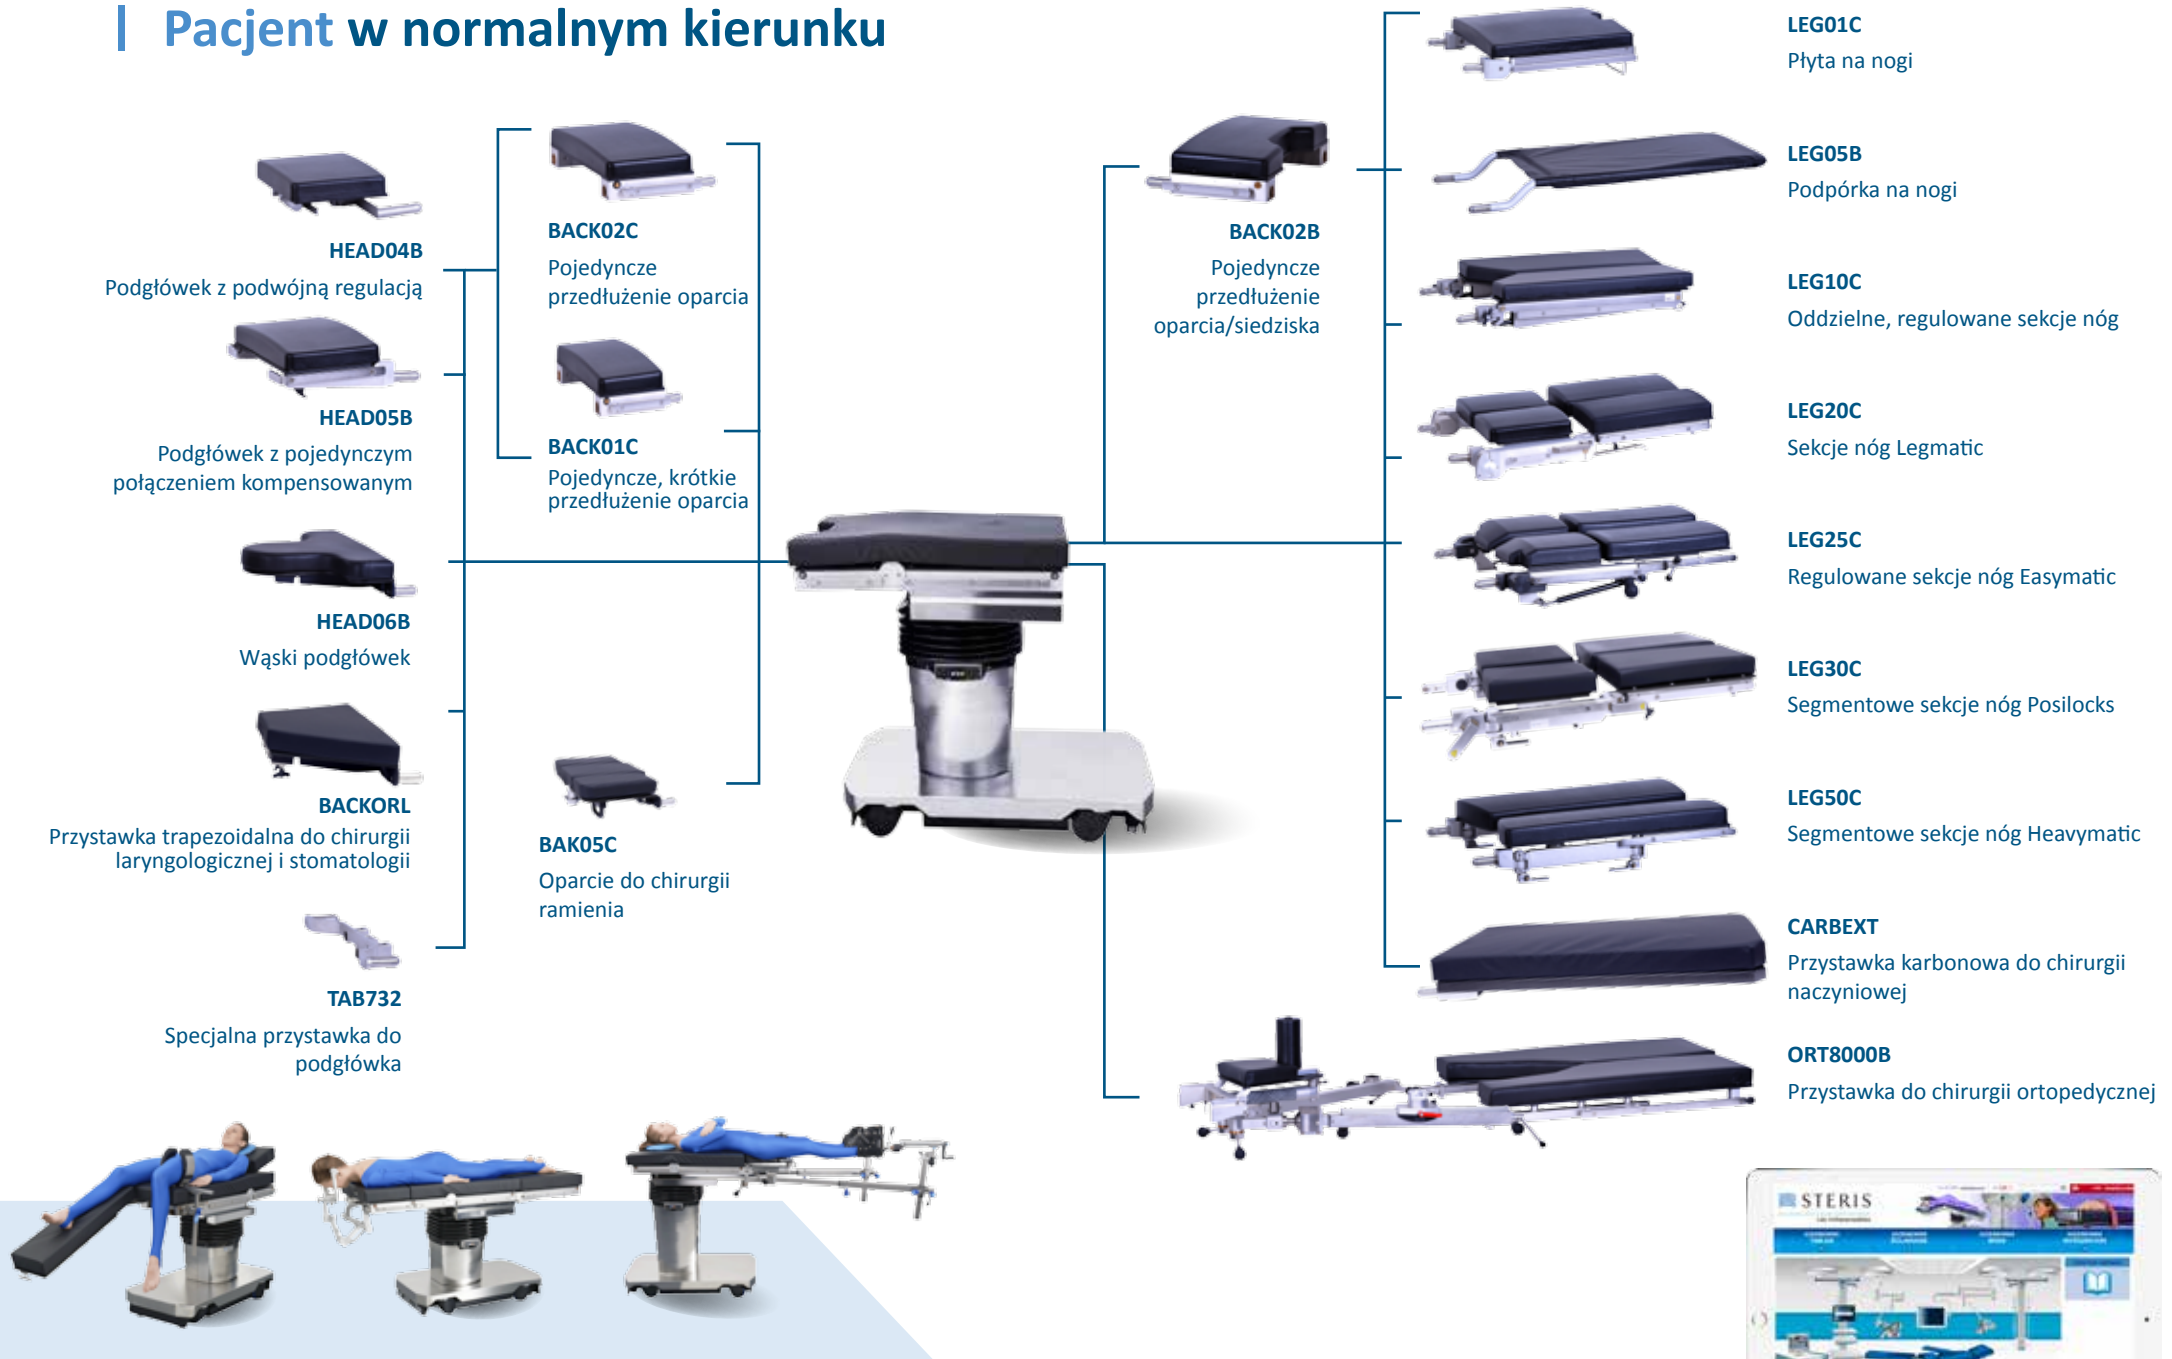 Pacjent w normalnym kierunku
HEAD04B
Podgłówek z podwójną regulacją
HEAD05B
Podgłówek z pojedynczym
połączeniem kompensowanym
HEAD06B
Wąski podgłówek
BACKORL
Przystawka trapezoidalna do chirurgii
laryngologicznej i stomatologii
TAB732
Specjalna przystawka do
podgłówka
BACK02C
Pojedyncze
przedłużenie oparcia
BACK01C
Pojedyncze, krótkie
przedłużenie oparcia
BAK05C
Oparcie do chirurgii
ramienia
BACK02B
Pojedyncze
przedłużenie
oparcia/siedziska
LEG01C
Płyta na nogi
LEG05B
Podpórka na nogi
LEG10C
Oddzielne, regulowane sekcje nóg
LEG20C
Sekcje nóg Legmatic
LEG25C
Regulowane sekcje nóg Easymatic
LEG30C
Segmentowe sekcje nóg Posilocks
LEG50C
Segmentowe sekcje nóg Heavymatic
CARBEXT
Przystawka karbonowa do chirurgii
naczyniowej
ORT8000B
Przystawka do chirurgii ortopedycznej
STERIS